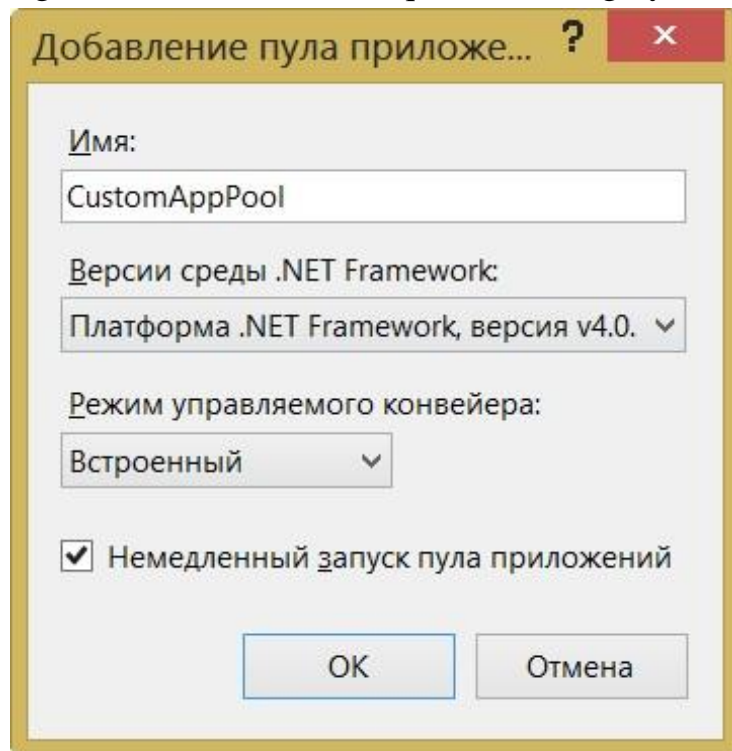 Добавление пула приложе... ?
Имя:
CustomAppPool
Версии среды .NET Framework:
Платформа .NET Framework, версия v4.0.
Режим управляемого конвейера:
Встроенный
Немедленный запуск пула приложений
OK Отмена